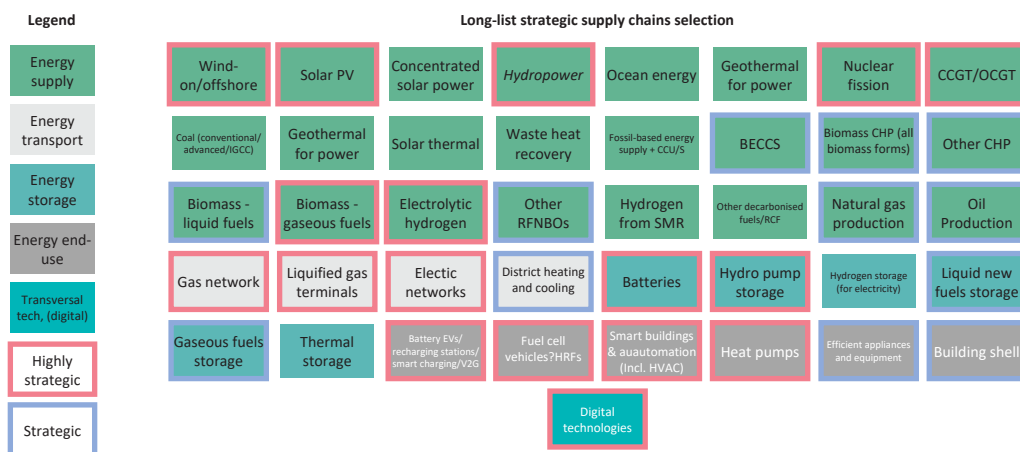 Legend
Energy
supply
Energy
transport
Energy
storage
Energy end-
use
Transversal
tech, (digital)
Highly
strategic
Strategic
Long-list strategic supply chains selection
Wind-
on/offshore
Solar PV
Concentrated
solar power
Hydropower
Ocean energy
Geothermal
for power
Nuclear
fission
CCGT/OCGT
Coal (conventional/
advanced/IGCC)
Geothermal
for power
Solar thermal
Waste heat
recovery
Fossil-based energy
supply + CCU/S
BECCS
Biomass CHP (all
biomass forms)
Other CHP
Biomass -
liquid fuels
Biomass -
gaseous fuels
Electrolytic
hydrogen
Other
RFNBOs
Hydrogen
from SMR
Other decarbonised
fuels/RCF
Natural gas
production
Oil
Production
Gas network
Liquified gas
terminals
Electic
networks
District heating
and cooling
Batteries
Hydro pump
storage
Hydrogen storage
(for electricity)
Liquid new
fuels storage
Gaseous fuels
storage
Thermal
storage
Battery EVs/
recharging stations/
smart charging/V2G
Fuel cell
vehicles?HRFs
Smart buildings
& auautomation
(Incl. HVAC)
Heat pumps
Efficient appliances
and equipment
Building shell
Digital
technologies